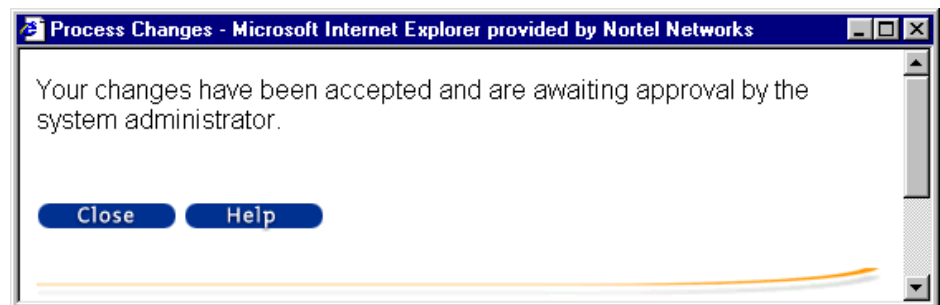 Process Changes - Microsoft Internet Explorer provided by Nortel Networks
Your changes have been accepted and are awaiting approval by the
system administrator.
Close Help